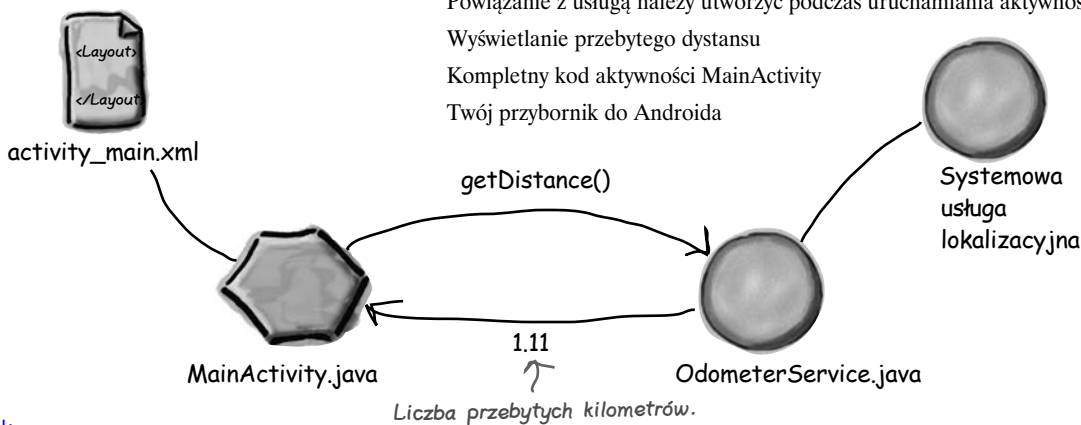 Powiązanie z usługą należy utworzyć podczas uruchamiania
Wyświetlanie przebytego dystansu
Kompletny kod aktywności MainActivity
Twój przybornik do Androida
<Layout>
</Layout>
activity_main.xml
getDistance()
Systemowa
usługa
lokalizacyjna
1.11
MainActivity.java
OdometerService.java
Liczba przebytych kilometrów.